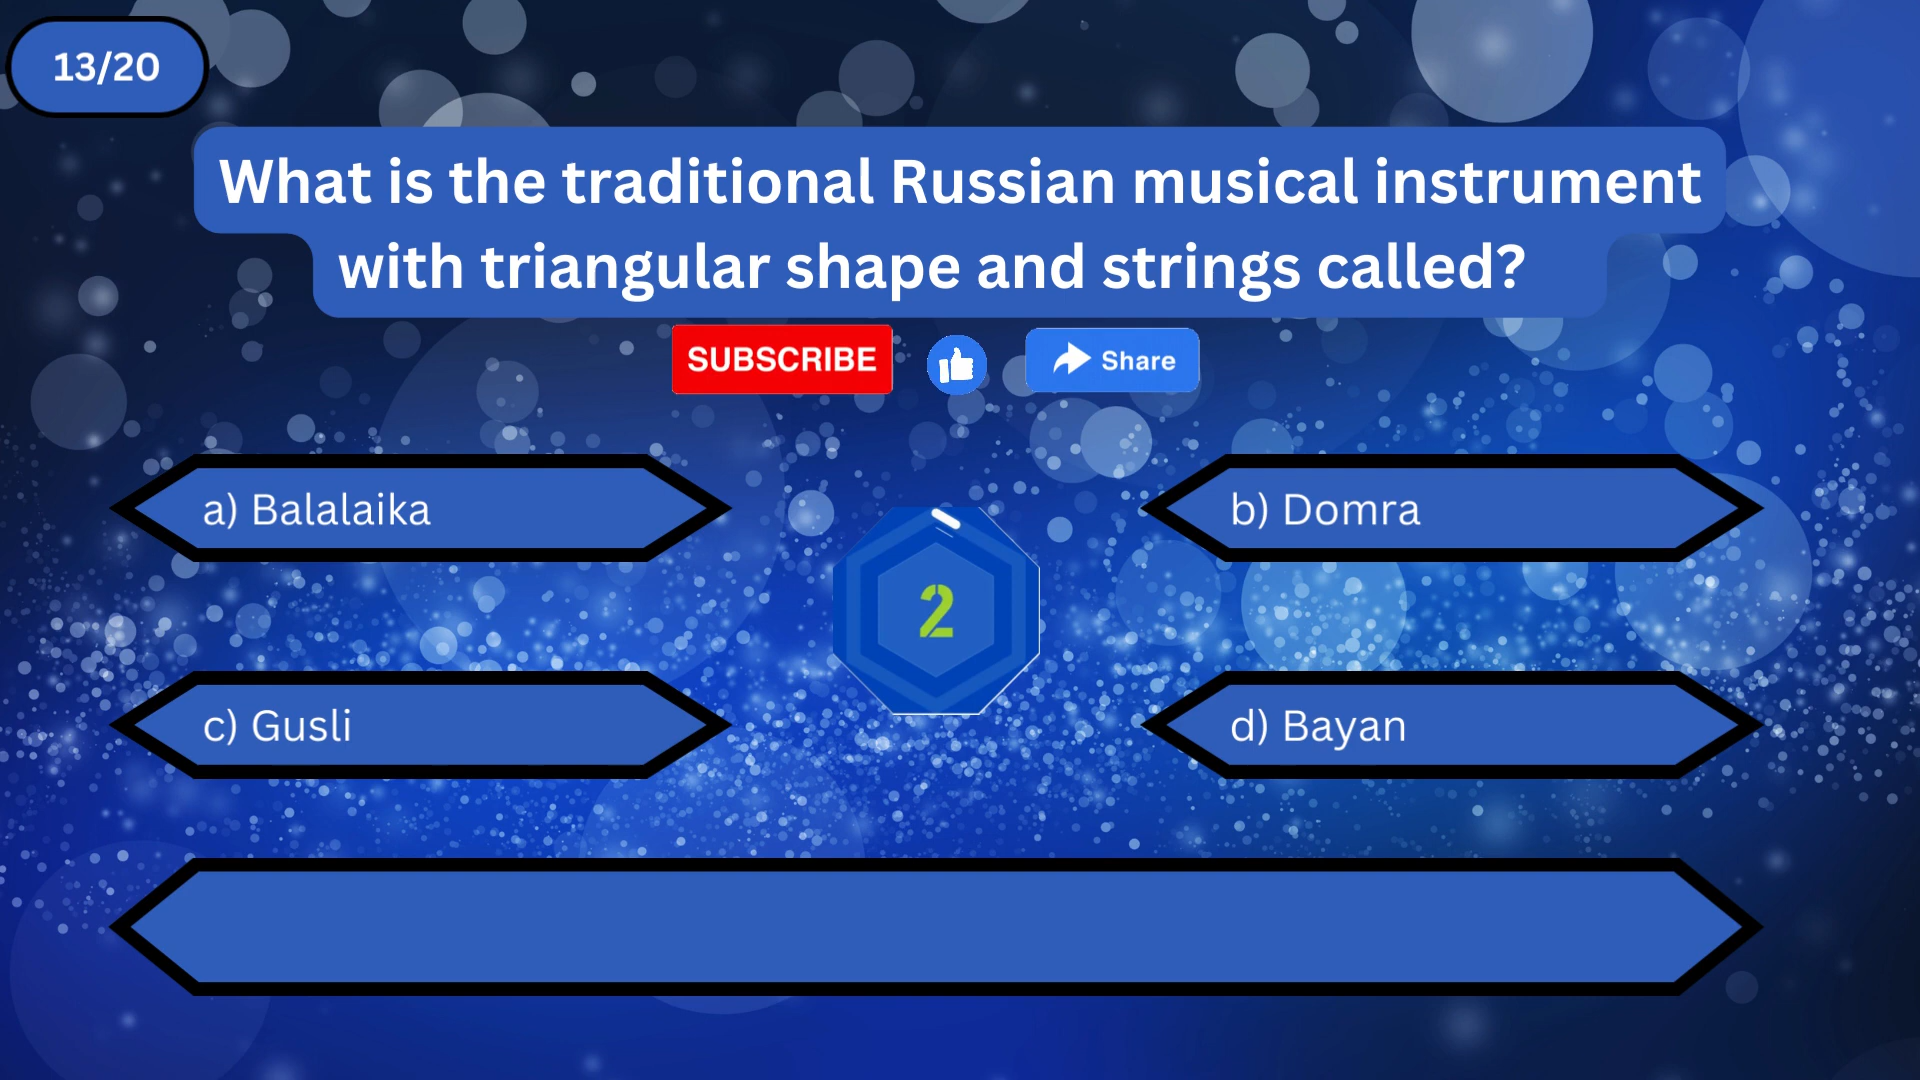 13/20
What is the traditional Russian musical instrument
with triangular shape and strings called?
SUBSCRIBE
Share
a) Balalaika
b) Domra
2
c) Gusli
d) Bayan